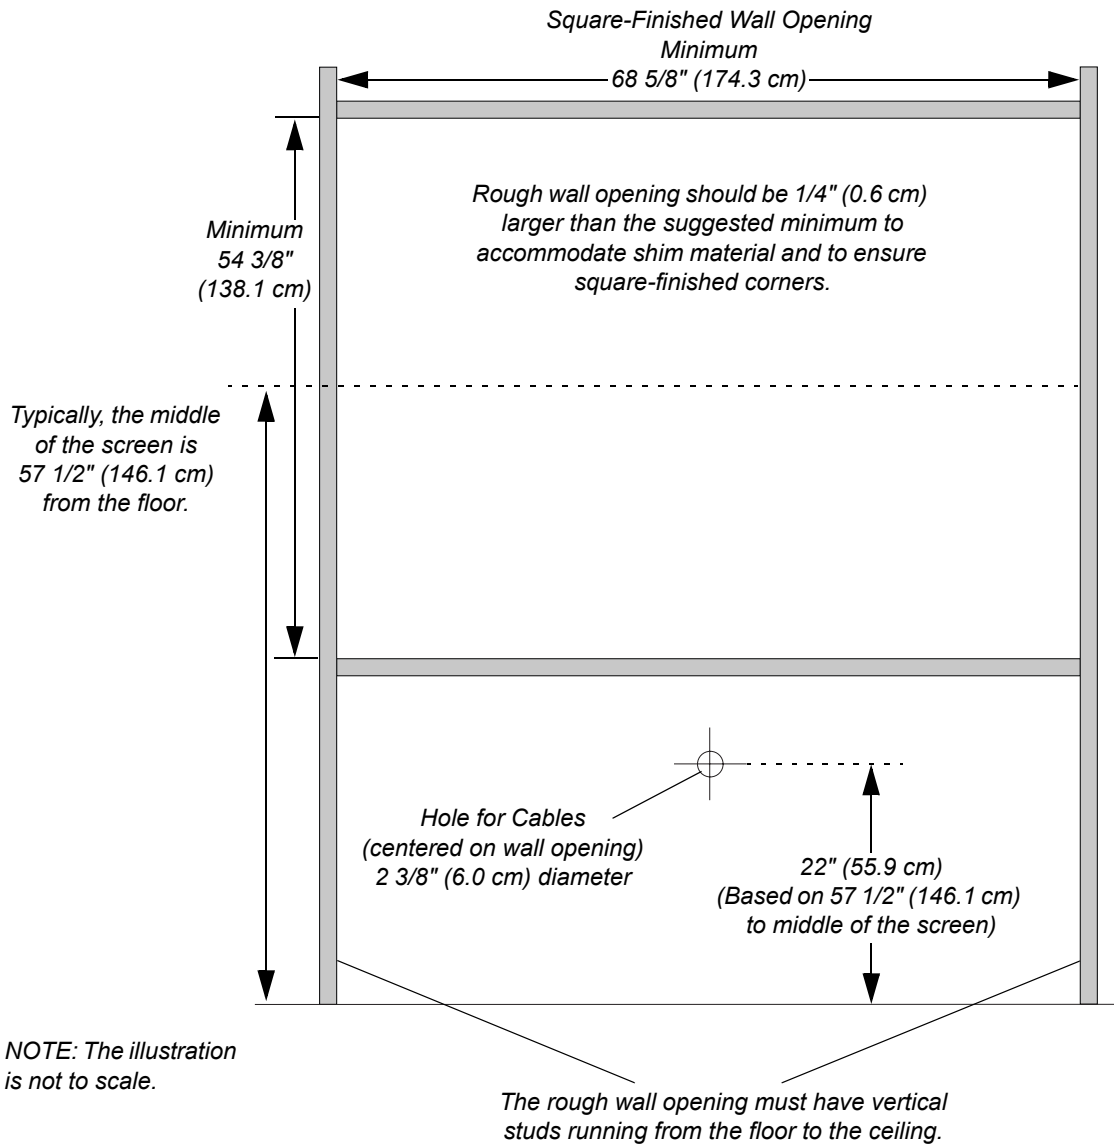 Square-Finished Wall Opening
Minimum
68 5/8" (174.3 cm)
Rough wall opening should be 1/4" (0.6 cm)
larger than the suggested minimum to
accommodate shim material and to ensure
square-finished corners.
Minimum
54 3/8"
(138.1 cm)
Typically, the middle
of the screen is
57 1/2" (146.1 cm)
from the floor.
Hole for Cables
(centered on wall opening)
2 3/8" (6.0 cm) diameter
22" (55.9 cm)
(Based on 57 1/2" (146.1 cm)
to middle of the screen)
NOTE: The illustration
is not to scale.
The rough wall opening must have vertical
studs running from the floor to the ceiling.